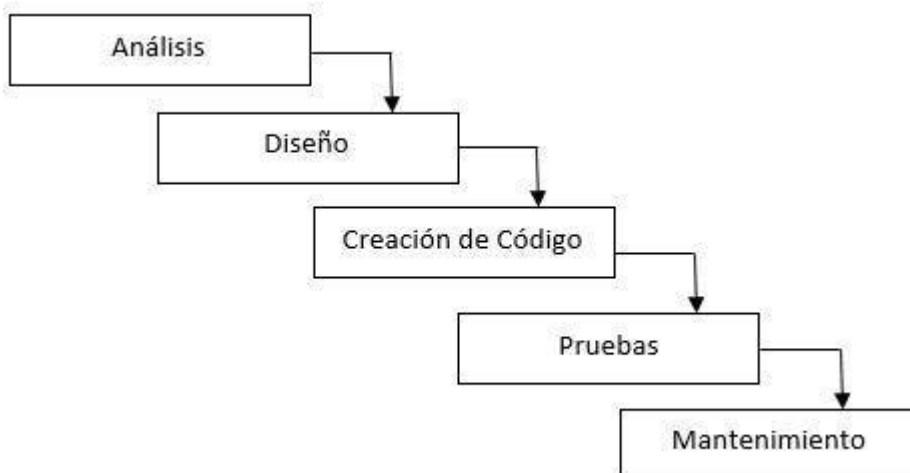 Análisis
Diseño
Creación de Código
Pruebas
Mantenimiento